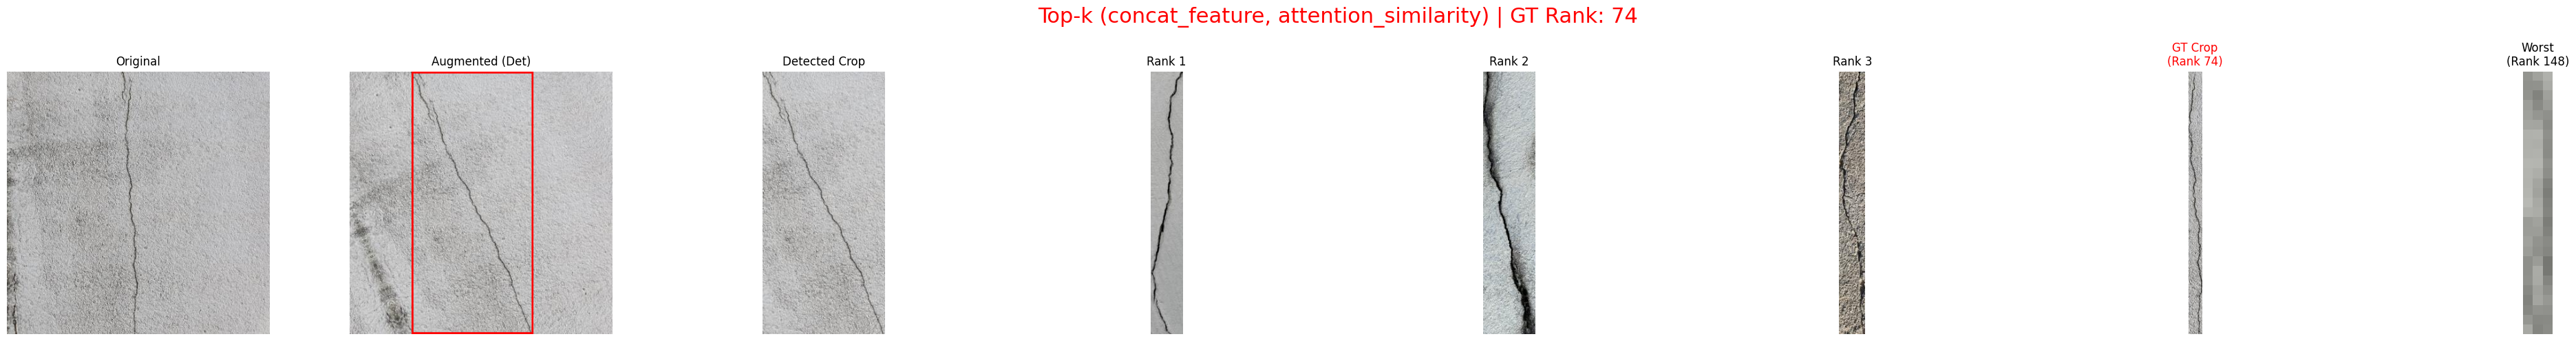 Top-k (concat_feature, attention_similarity) | GT Rank: 74
Original
Augmented (Det)
Detected Crop
Rank 1
Rank 2
Rank 3
GT Crop
(Rank 74)
Worst
(Rank 148)